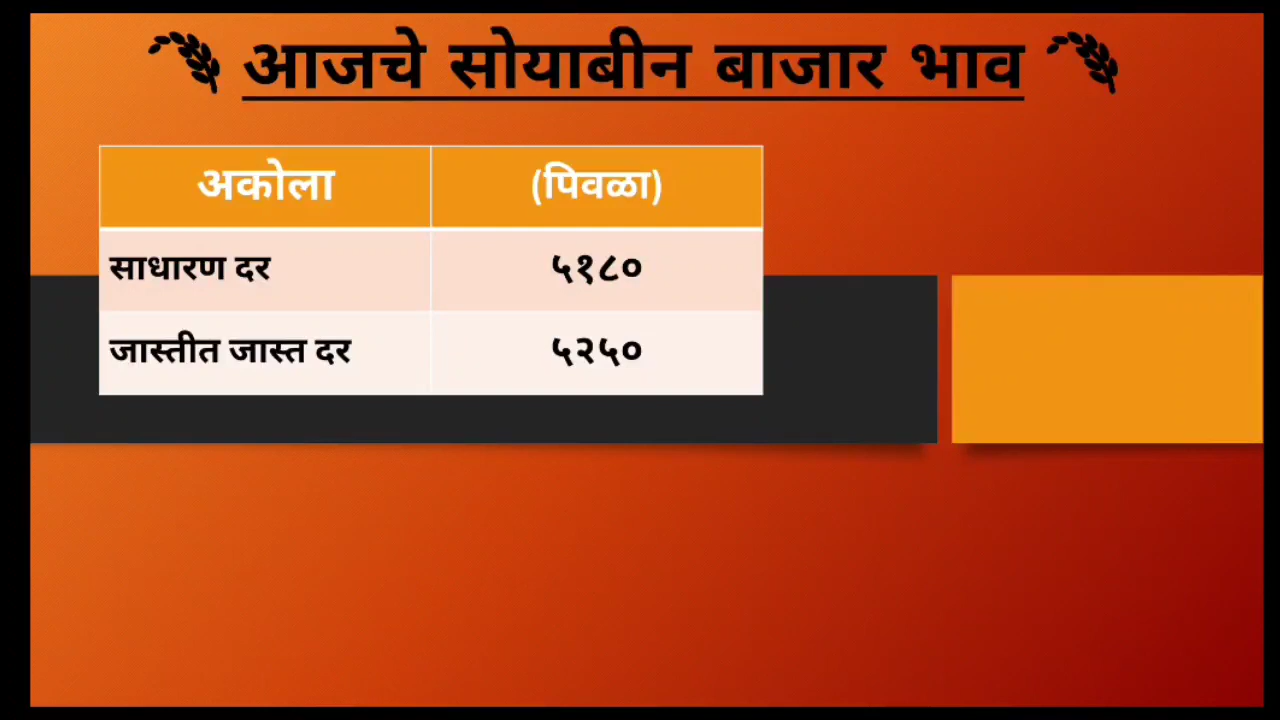 आजचे सोयाबीन बाजार भाव
अकोला (पिवळा)
साधारण दर ५१८०
जास्तीत जास्त दर ५२५०